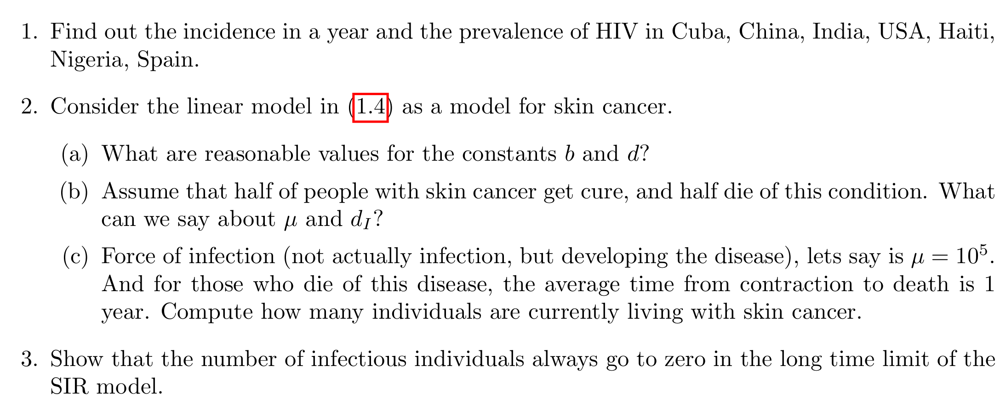 1. Find out the incidence in a year and the prevalence of HIV in Cuba, China, India, USA, Haiti,
Nigeria, Spain.
2. Consider the linear model in (1.4) as a model for skin cancer.
(a) What are reasonable values for the constants b and d?
(b) Assume that half of people with skin cancer get cure, and half die of this condition. What
can we say about μ and d_I?
(c) Force of infection (not actually infection, but developing the disease), lets say is μ = 10⁵.
And for those who die of this disease, the average time from contraction to death is 1
year. Compute how many individuals are currently living with skin cancer.
3. Show that the number of infectious individuals always go to zero in the long time limit of the
SIR model.